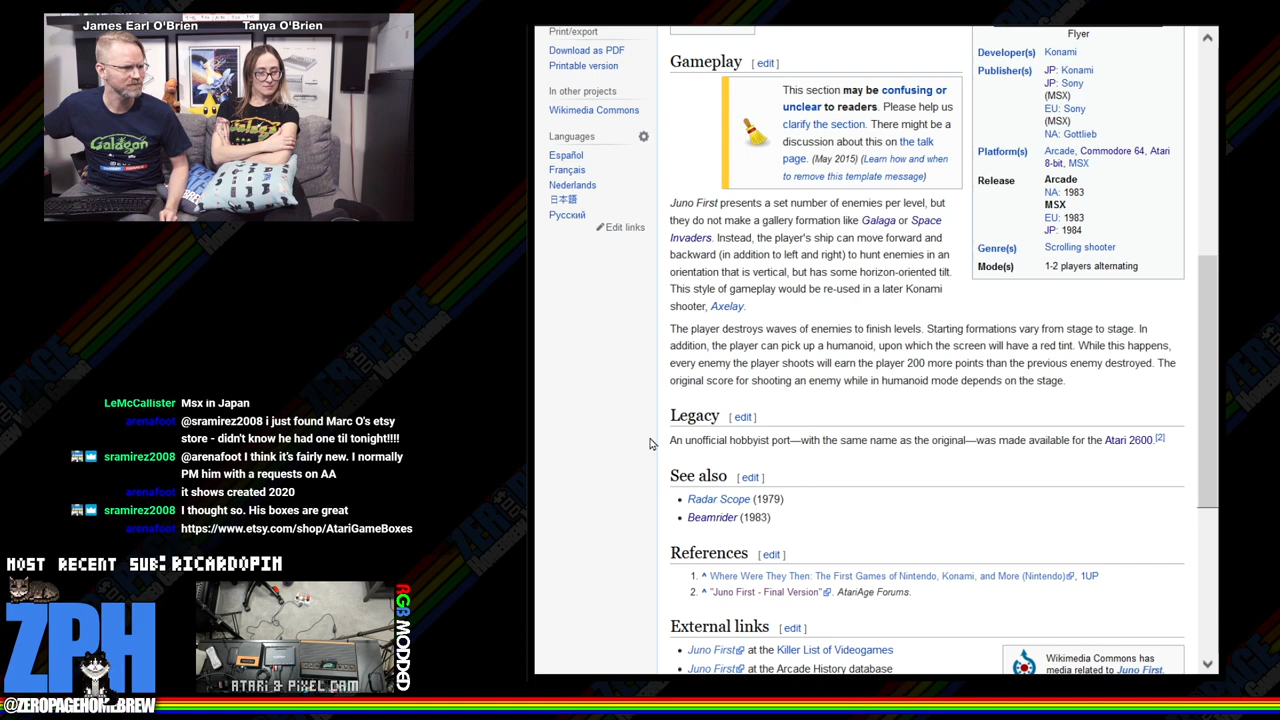 James Earl O'Brien
Tanya O'Brien
Galagon
LeMcCallister Msx in Japan
arenafoot @sramirez2008 i just found Marc O's etsy
store - didn't know he had one til tonight!!!!
sramirez2008 @arenafoot I think it's fairly new. I normally
PM him with a requests on AA
arenafoot it shows created 2020
sramirez2008 I thought so. His boxes are great
arenafoot https://www.etsy.com/shop/AtariGameBoxes
MOST RECENT SUB: RICARDOPIM
ZPH
@ZEROPAGEHOMEBREW
ATARI & PIXEL CAM
RGB MODDED
Print/export
Download as PDF
Printable version
In other projects
Wikimedia Commons
Languages
Español
Français
Nederlands
日本語
Русский
Edit links
Gameplay [ edit ]
This section may be confusing or
unclear to readers. Please help us
clarify the section. There might be a
discussion about this on the talk
page. (May 2015) (Learn how and when
to remove this template message)
Juno First presents a set number of enemies per level, but
they do not make a gallery formation like Galaga or Space
Invaders. Instead, the player's ship can move forward and
backward (in addition to left and right) to hunt enemies in an
orientation that is vertical, but has some horizon-oriented tilt.
This style of gameplay would be re-used in a later Konami
shooter, Axelay.
The player destroys waves of enemies to finish levels. Starting formations vary from stage to stage. In
addition, the player can pick up a humanoid, upon which the screen will have a red tint. While this happens,
every enemy the player shoots will earn the player 200 more points than the previous enemy destroyed. The
original score for shooting an enemy while in humanoid mode depends on the stage.
Legacy [ edit ]
An unofficial hobbyist port—with the same name as the original—was made available for the Atari 2600.[2]
See also [ edit ]
• Radar Scope (1979)
• Beamrider (1983)
References [ edit ]
1. ^ Where Were They Then: The First Games of Nintendo, Konami, and More (Nintendo), 1UP
2. ^ "Juno First - Final Version". AtariAge Forums.
External links [ edit ]
• Juno First at the Killer List of Videogames
• Juno First at the Arcade History database
Flyer
Developer(s) Konami
Publisher(s) JP: Konami
JP: Sony
(MSX)
EU: Sony
(MSX)
NA: Gottlieb
Platform(s) Arcade, Commodore 64, Atari
8-bit, MSX
Release Arcade
NA: 1983
MSX
EU: 1983
JP: 1984
Genre(s) Scrolling shooter
Mode(s) 1-2 players alternating
Wikimedia Commons has
media related to Juno First.